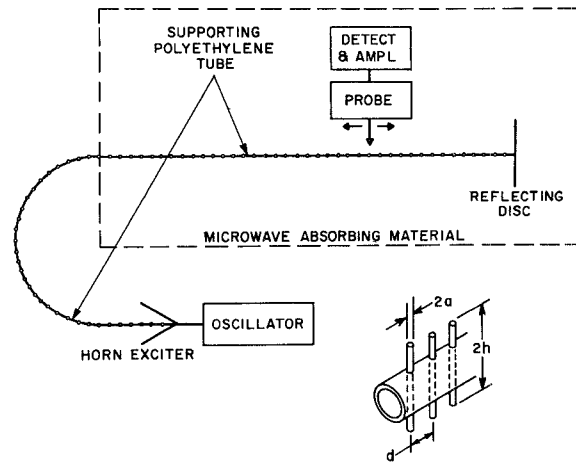 SUPPORTING
POLYETHYLENE
TUBE
DETECT
& AMPL
PROBE
REFLECTING
DISC
MICROWAVE ABSORBING MATERIAL
OSCILLATOR
HORN EXCITER
2a
2h
d